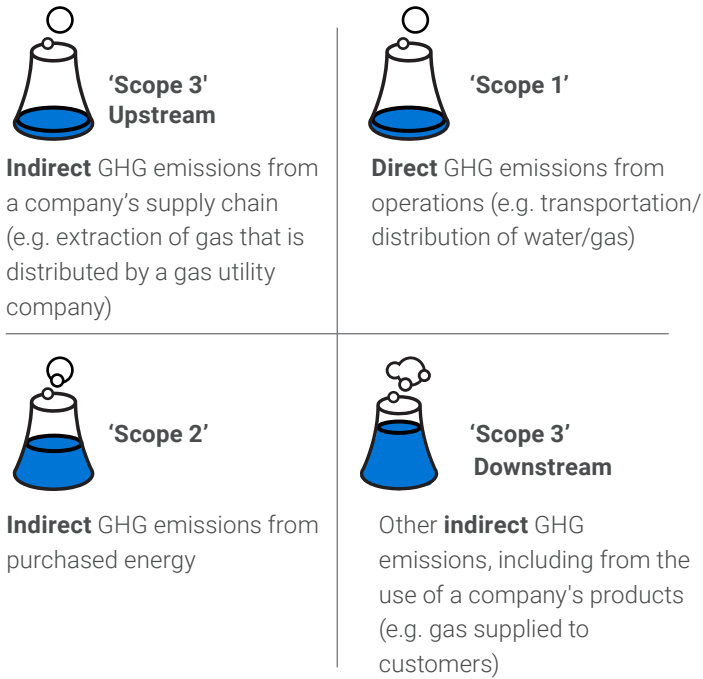 ‘Scope 3'
Upstream
Indirect GHG emissions from
a company’s supply chain
(e.g. extraction of gas that is
distributed by a gas utility
company)
‘Scope 1’
Direct GHG emissions from
operations (e.g. transportation/
distribution of water/gas)
‘Scope 2’
Indirect GHG emissions from
purchased energy
‘Scope 3’
Downstream
Other indirect GHG
emissions, including from the
use of a company's products
(e.g. gas supplied to
customers)